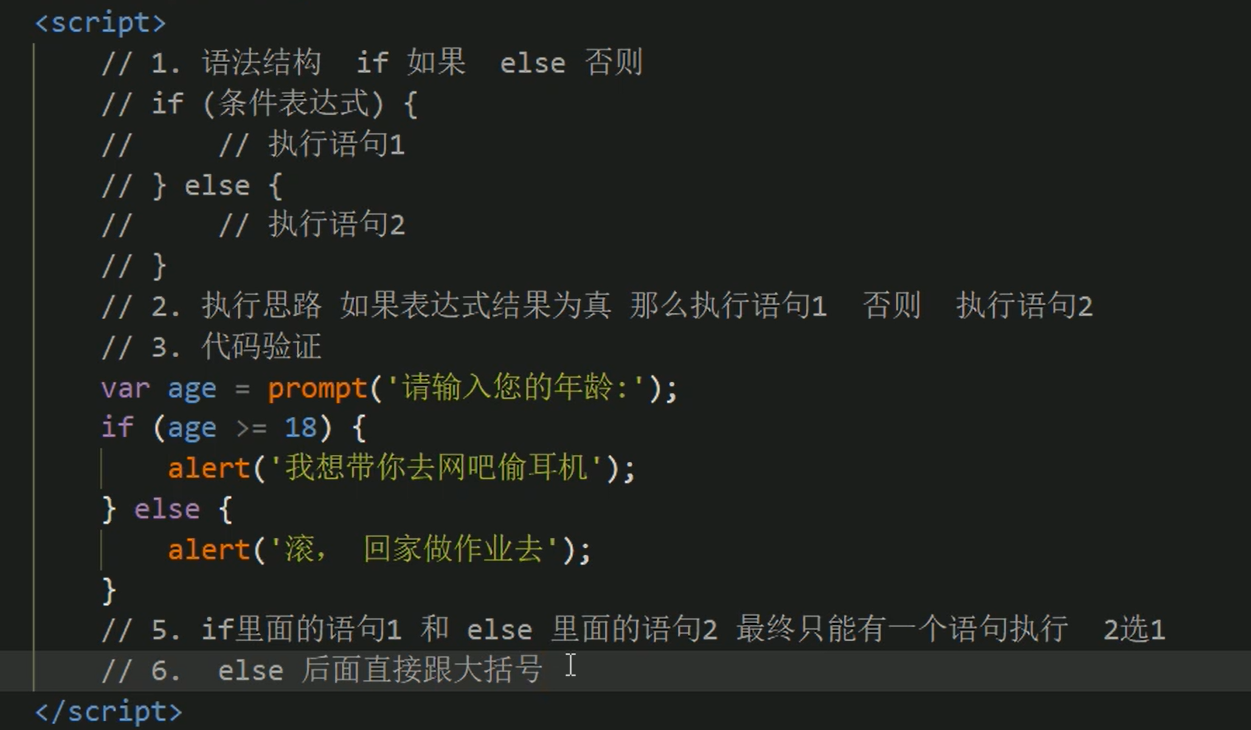 <script>
// 1. 语法结构  if 如果  else 否则
// if (条件表达式) {
//     // 执行语句1
// } else {
//     // 执行语句2
// }
// 2. 执行思路 如果表达式结果为真 那么执行语句1  否则  执行语句2
// 3. 代码验证
var age = prompt('请输入您的年龄:');
if (age >= 18) {
alert('我想带你去网吧偷耳机');
} else {
alert('滚， 回家做作业去');
}
// 5. if里面的语句1 和 else 里面的语句2 最终只能有一个语句执行  2选1
// 6.  else 后面直接跟大括号
</script>